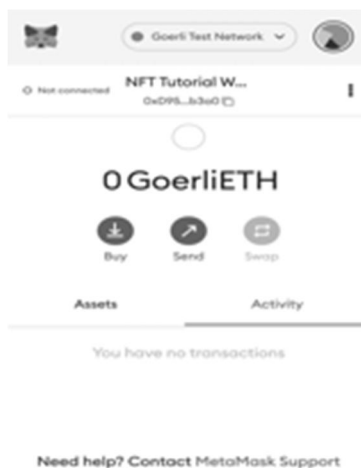 Goerli Test Network
Not connected
NFT Tutorial W...
0xD95...b3a0
0 GoerliETH
Buy Send Swap
Assets Activity
You have no transactions
Need help? Contact MetaMask Support